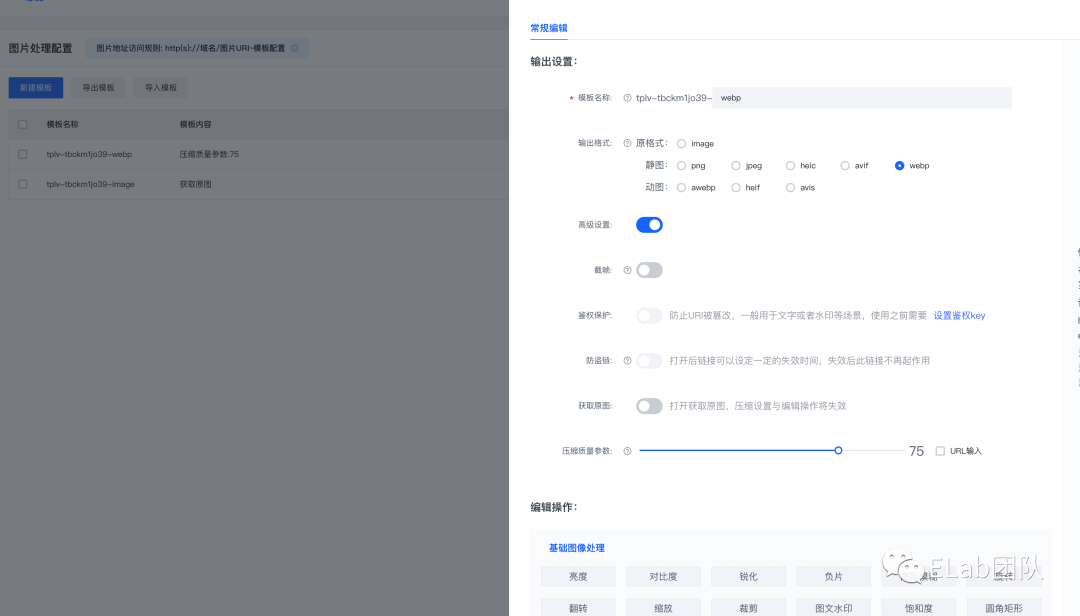 图片处理配置
图片地址访问规则: http(s)://域名/图片URI~模板配置
新建模板 导出模板 导入模板
模板名称 模板内容
tplv-tbckm1jo39-webp 压缩质量参数:75
tplv-tbckm1jo39-image 获取原图
常规编辑
输出设置:
* 模板名称: tplv-tbckm1jo39- webp
输出格式: 原格式: image
静图: png jpeg heic avif webp
动图: awebp heif avis
高级设置:
截帧:
鉴权保护: 防止URI被篡改，一般用于文字或者水印等场景，使用之前需要 设置鉴权key
防盗链: 打开后链接可以设定一定的失效时间，失效后此链接不再起作用
获取原图: 打开获取原图，压缩设置与编辑操作将失效
压缩质量参数: 75 URL输入
编辑操作:
基础图像处理
亮度 对比度 锐化 负片
翻转 缩放 裁剪 图文水印 饱和度 圆角矩形
ELab团队